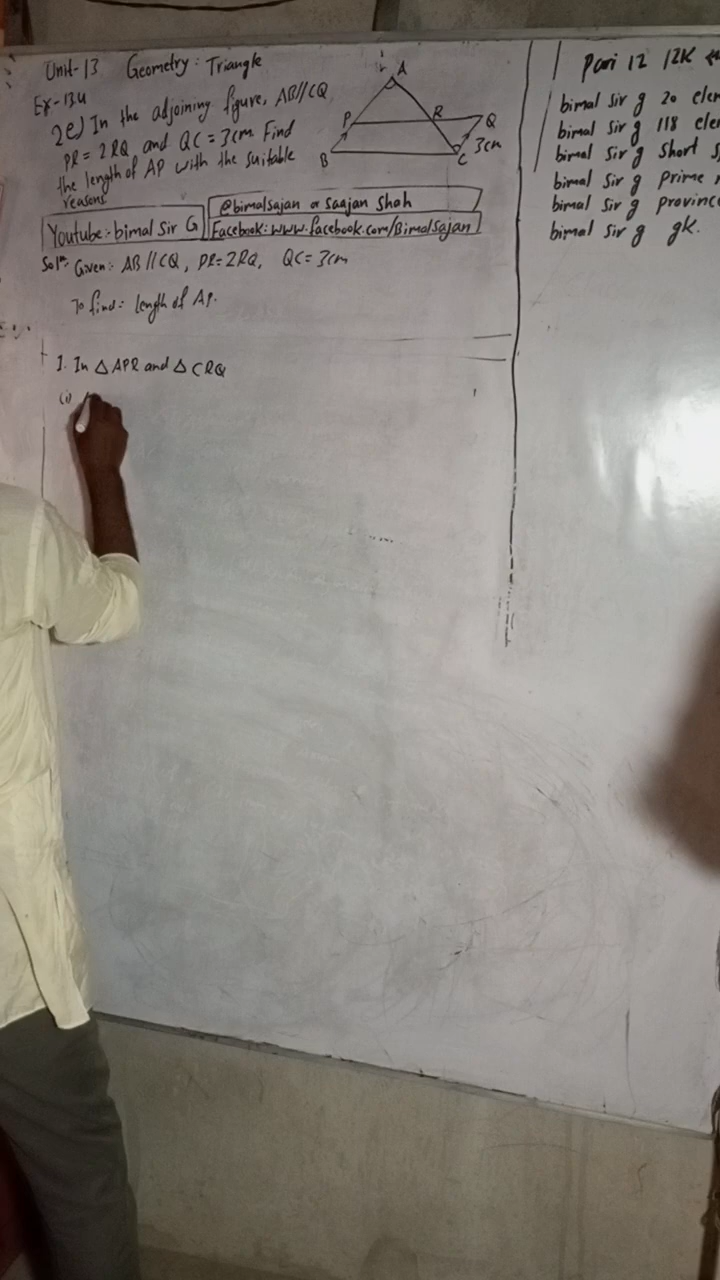 Unit-13 Geometry: Triangle
Ex-13.4
2e) In the adjoining figure, AB//CQ,
PR = 2RQ and QC = 3cm Find
the length of AP with the suitable
reasons
A
P
R
Q
B
C
3cm
Youtube:- bimal sir G
@bimalsajan or Saajan Shah
Facebook: www.facebook.com/Bimalsajan
Solⁿ: Given:- AB//CQ, PR=2RQ, QC=3cm
To find:- length of AP.
1. In △APR and △CRQ
(i)
Pari 12 12K
bimal sir g 20
bimal sir g 118
bimal sir g Short
bimal sir g Prime
bimal sir g province
bimal sir g gk.